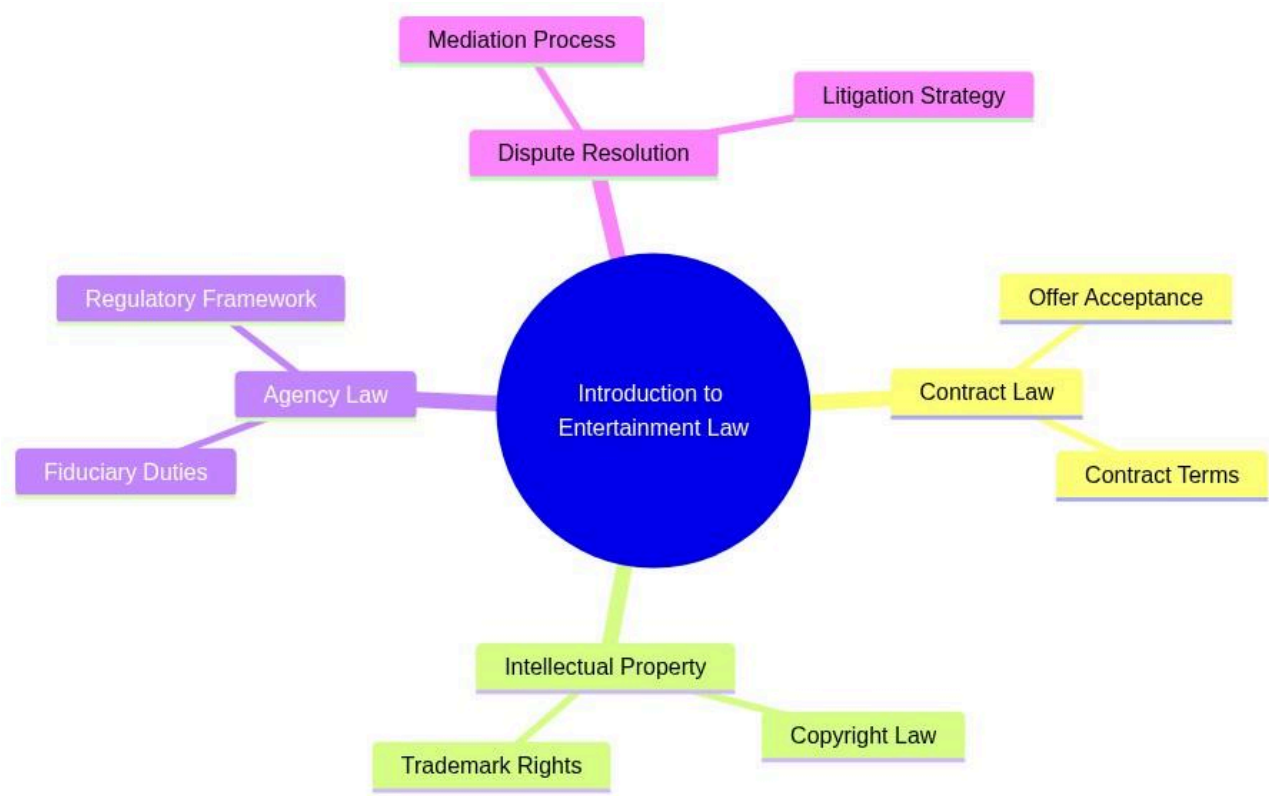 Mediation Process
Litigation Strategy
Dispute Resolution
Regulatory Framework
Offer Acceptance
Agency Law
Introduction to
Entertainment Law
Contract Law
Fiduciary Duties
Contract Terms
Intellectual Property
Copyright Law
Trademark Rights